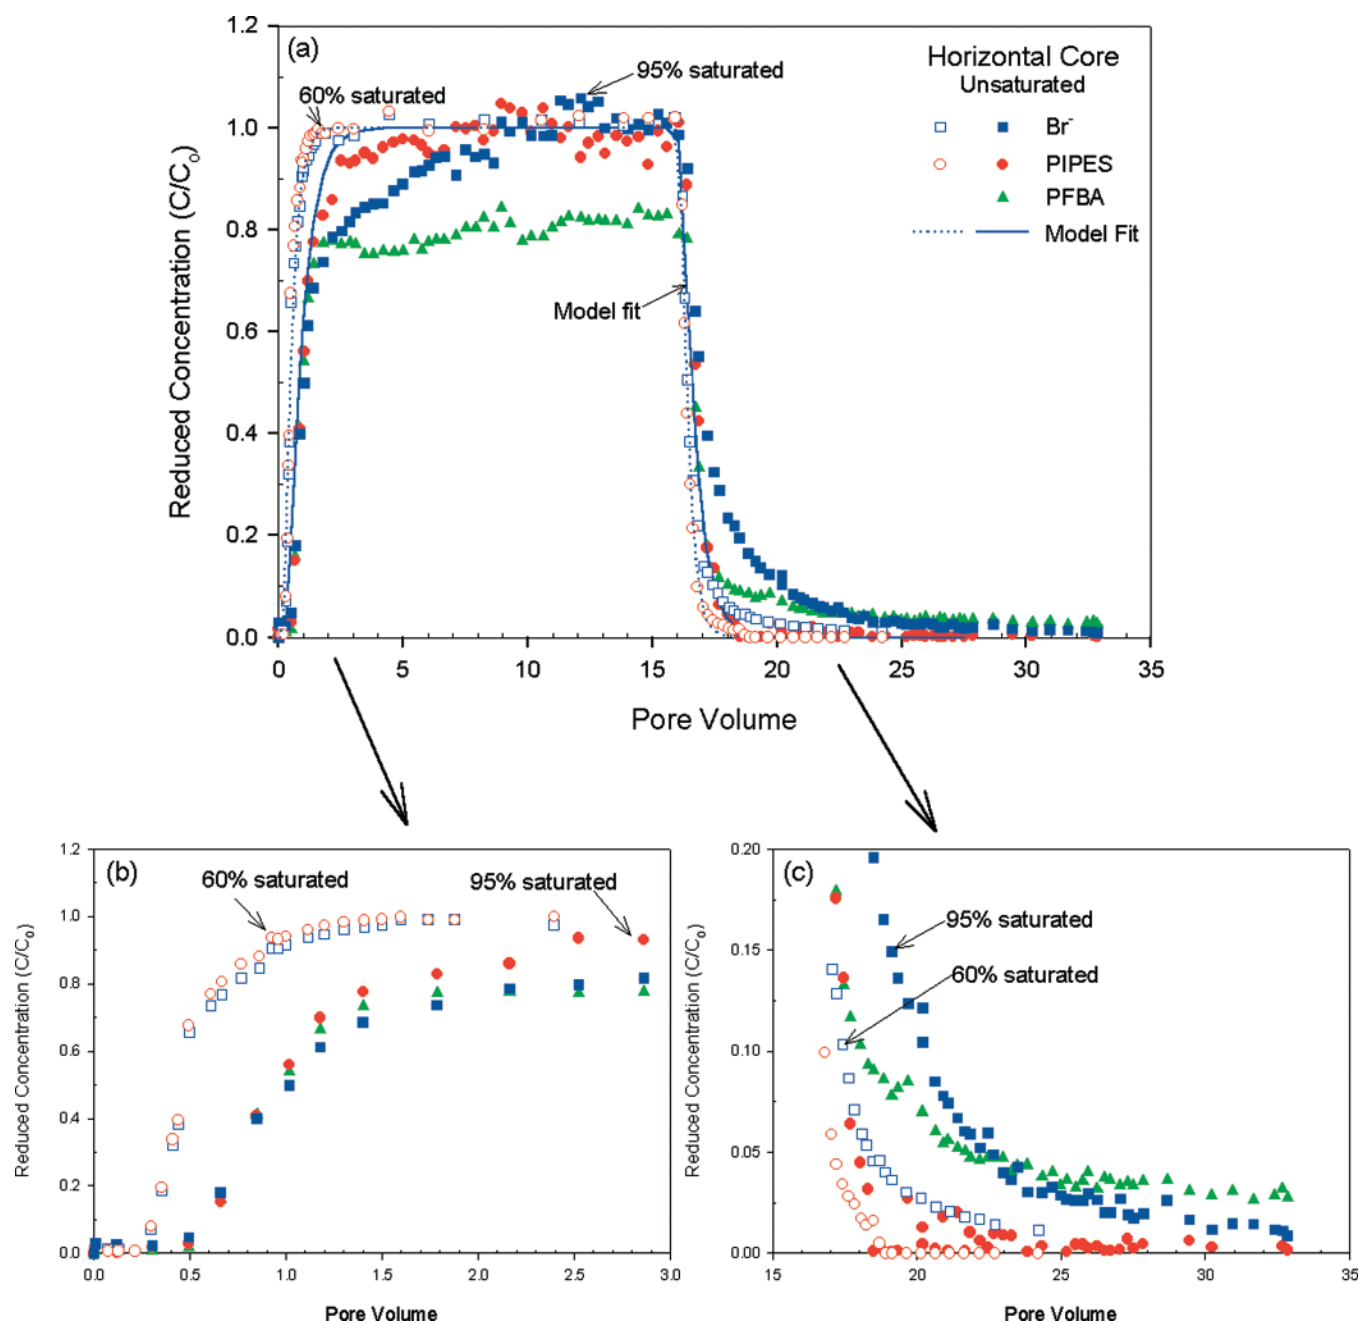 (a)
Horizontal Core
Unsaturated
Br⁻
PIPES
PFBA
Model Fit
60% saturated
95% saturated
Model fit
Reduced Concentration (C/C₀)
1.2
1.0
0.8
0.6
0.4
0.2
0.0
0 5 10 15 20 25 30 35
Pore Volume
(b)
60% saturated
95% saturated
Reduced Concentration (C/C₀)
1.2
1.0
0.8
0.6
0.4
0.2
0.0
0.0 0.5 1.0 1.5 2.0 2.5 3.0
Pore Volume
(c)
95% saturated
60% saturated
Reduced Concentration (C/C₀)
0.20
0.15
0.10
0.05
0.00
15 20 25 30 35
Pore Volume